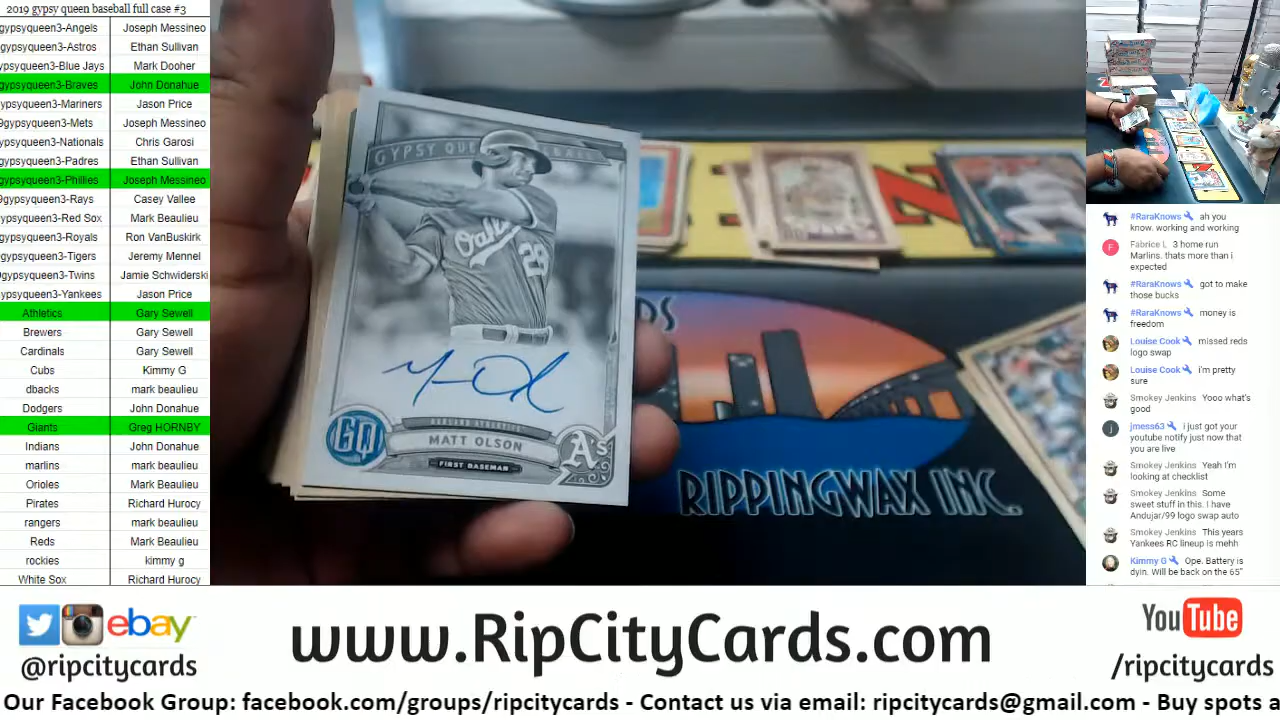 2019 gypsy queen baseball full case #3
gypsyqueen3-Angels Joseph Messineo
gypsyqueen3-Astros Ethan Sullivan
gypsyqueen3-Blue Jays Mark Dooher
gypsyqueen3-Braves John Donahue
gypsyqueen3-Mariners Jason Price
9gypsyqueen3-Mets Joseph Messineo
gypsyqueen3-Nationals Chris Garosi
gypsyqueen3-Padres Ethan Sullivan
gypsyqueen3-Phillies Joseph Messineo
9gypsyqueen3-Rays Casey Vallee
ypsyqueen3-Red Sox Mark Beaulieu
gypsyqueen3-Royals Ron VanBuskirk
gypsyqueen3-Tigers Jeremy Mennel
gypsyqueen3-Twins Jamie Schwiderski
ypsyqueen3-Yankees Jason Price
Athletics Gary Sewell
Brewers Gary Sewell
Cardinals Gary Sewell
Cubs Kimmy G
dbacks mark beaulieu
Dodgers John Donahue
Giants Greg HORNBY
Indians John Donahue
marlins mark beaulieu
Orioles Mark Beaulieu
Pirates Richard Hurocy
rangers mark beaulieu
Reds Mark Beaulieu
rockies kimmy g
White Sox Richard Hurocy
GYPSY QUE
Oakl
28
GQ
OAKLAND ATHLETICS
MATT OLSON
FIRST BASEMAN
A's
N
DS
RIPPINGWAX INC.
#RaraKnows ah you
know. working and working
F
Fabrice L 3 home run
Marlins. thats more than i
expected
#RaraKnows got to make
those bucks
#RaraKnows money is
freedom
Louise Cook missed reds
logo swap
Louise Cook i'm pretty
sure
Smokey Jenkins Yooo what's
good
j
jmess63 i just got your
youtube notify just now that
you are live
Smokey Jenkins Yeah I'm
looking at checklist
Smokey Jenkins Some
sweet stuff in this. I have
Andujar/99 logo swap auto
Smokey Jenkins This years
Yankees RC lineup is mehh
Kimmy G Ope. Battery is
dyin. Will be back on the 65"
ebay
@ripcitycards
www.RipCityCards.com
YouTube
/ripcitycards
Our Facebook Group: facebook.com/groups/ripcitycards - Contact us via email: ripcitycards@gmail.com - Buy spots a